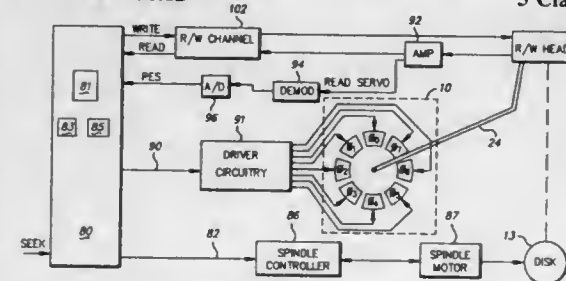 3 Cla
102
WRITE
R/W CHANNEL
READ
92
AMP
R/W HEAD
94
READ SERVO
DEMOD
A/D
96
PES
10
81
83 85
91
DRIVER
CIRCUITRY
90
24
80
SEEK
82
86
SPINDLE
CONTROLLER
87
SPINDLE
MOTOR
13
DISK